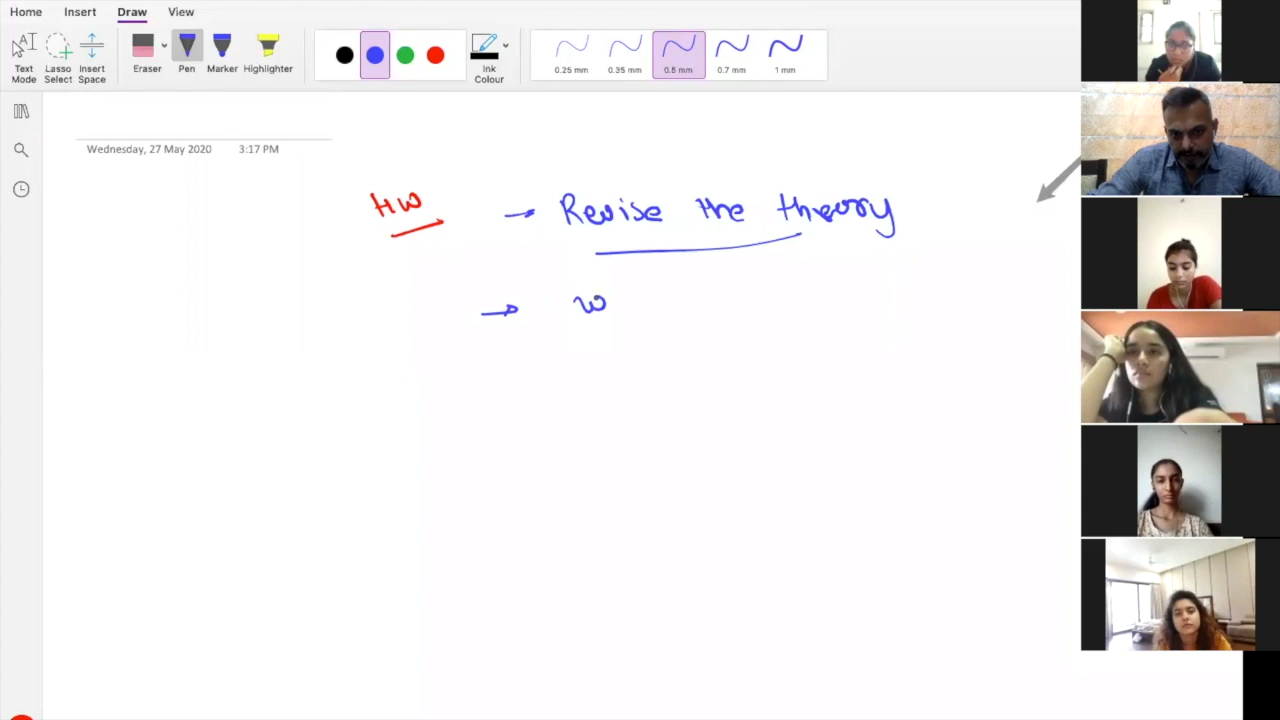 Home Insert Draw View
Text Mode Lasso Select Insert Space Eraser Pen Marker Highlighter Ink Colour 0.25 mm 0.35 mm 0.5 mm 0.7 mm 1 mm
Wednesday, 27 May 2020 3:17 PM
HW → Revise the theory
→ w